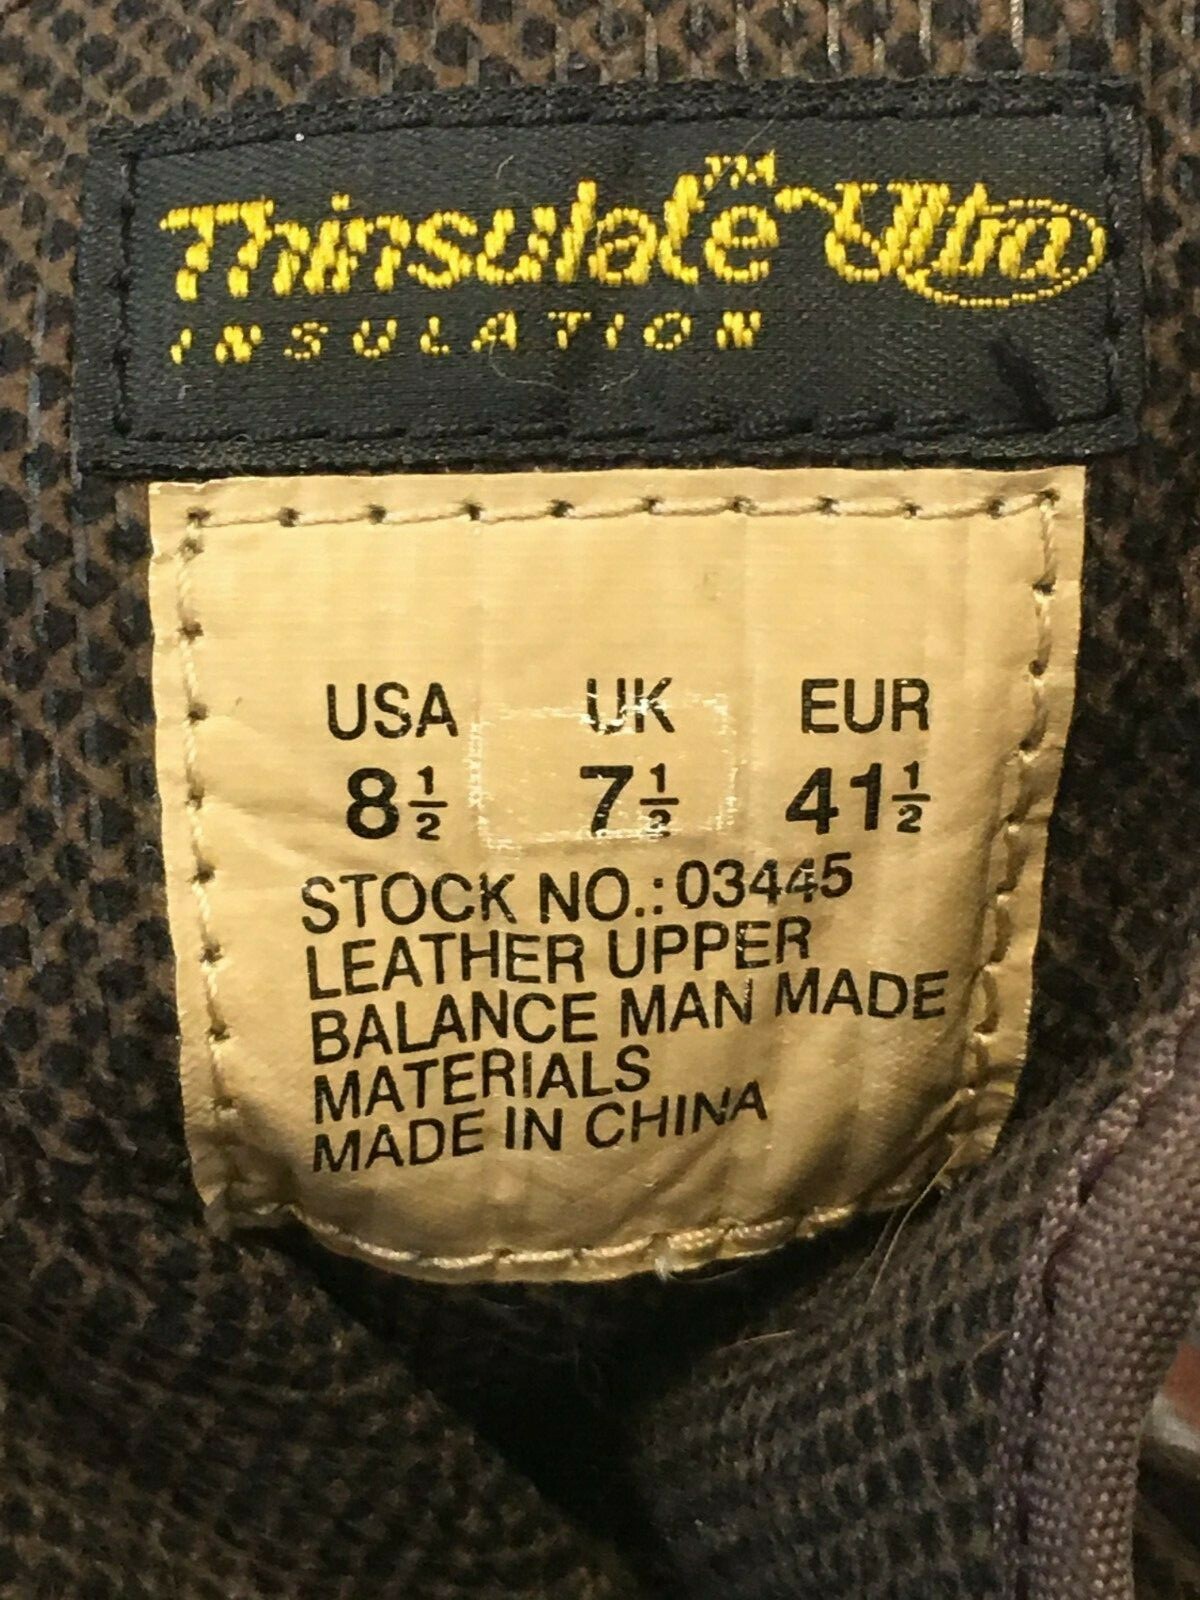 Thinsulate™ Ultra
INSULATION
USA UK EUR
8½ 7½ 41½
STOCK NO.: 03445
LEATHER UPPER
BALANCE MAN MADE
MATERIALS
MADE IN CHINA